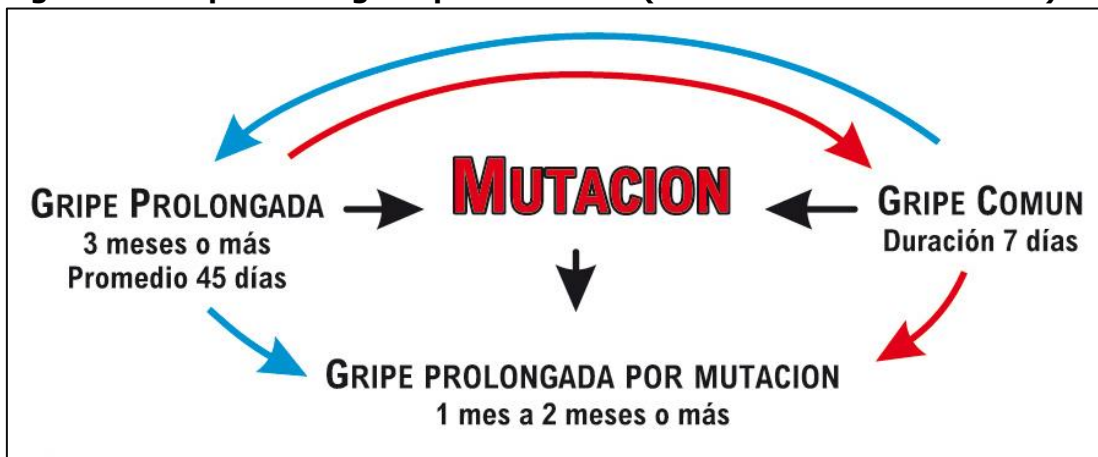 MUTACION
GRIPE PROLONGADA
3 meses o más
Promedio 45 días
GRIPE COMUN
Duración 7 días
GRIPE PROLONGADA POR MUTACION
1 mes a 2 meses o más